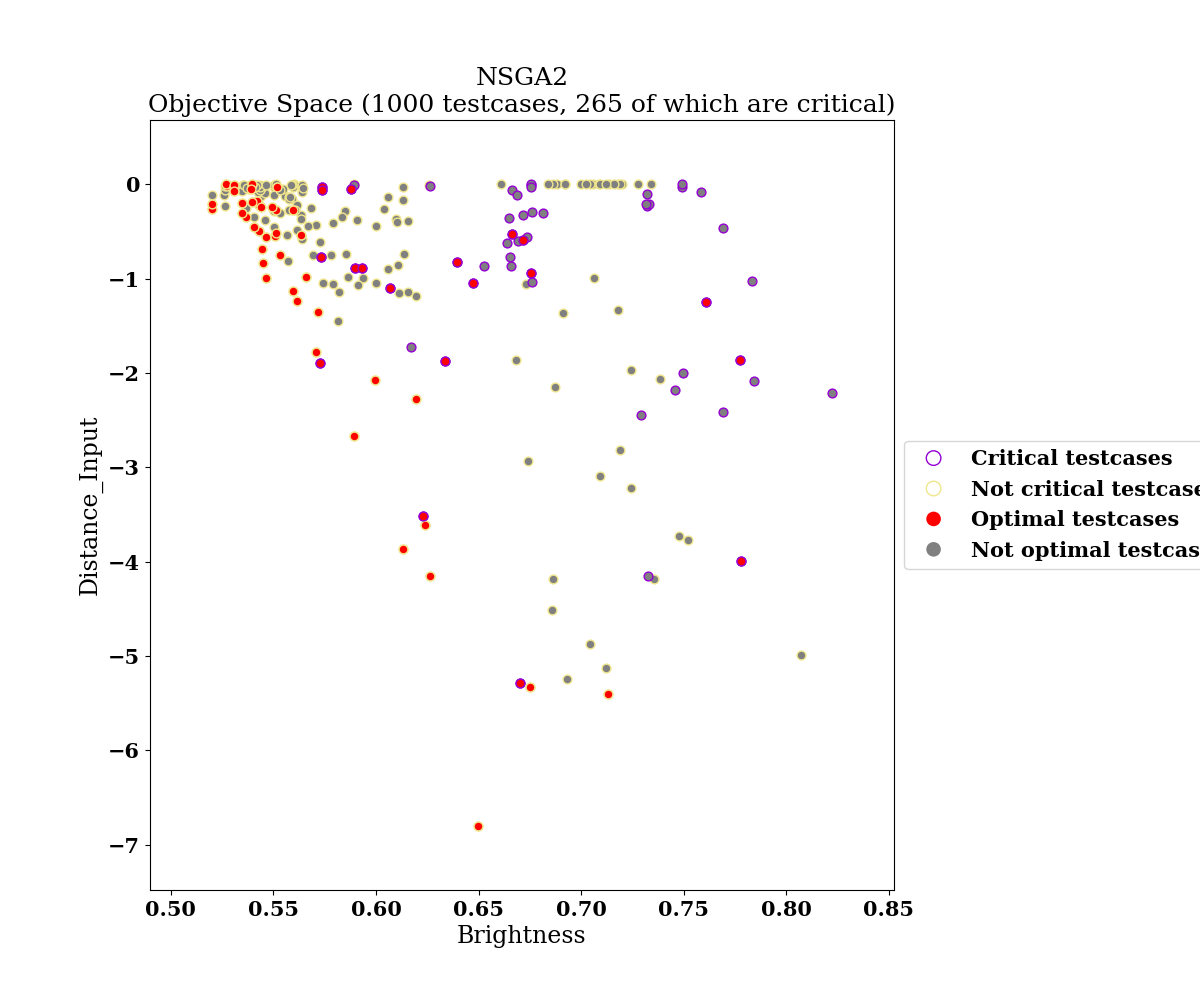 NSGA2
Objective Space (1000 testcases, 265 of which are critical)
0
−1
−2
−3
−4
−5
−6
−7
Distance_Input
0.50 0.55 0.60 0.65 0.70 0.75 0.80 0.85
Brightness
Critical testcases
Not critical testcase
Optimal testcases
Not optimal testcas